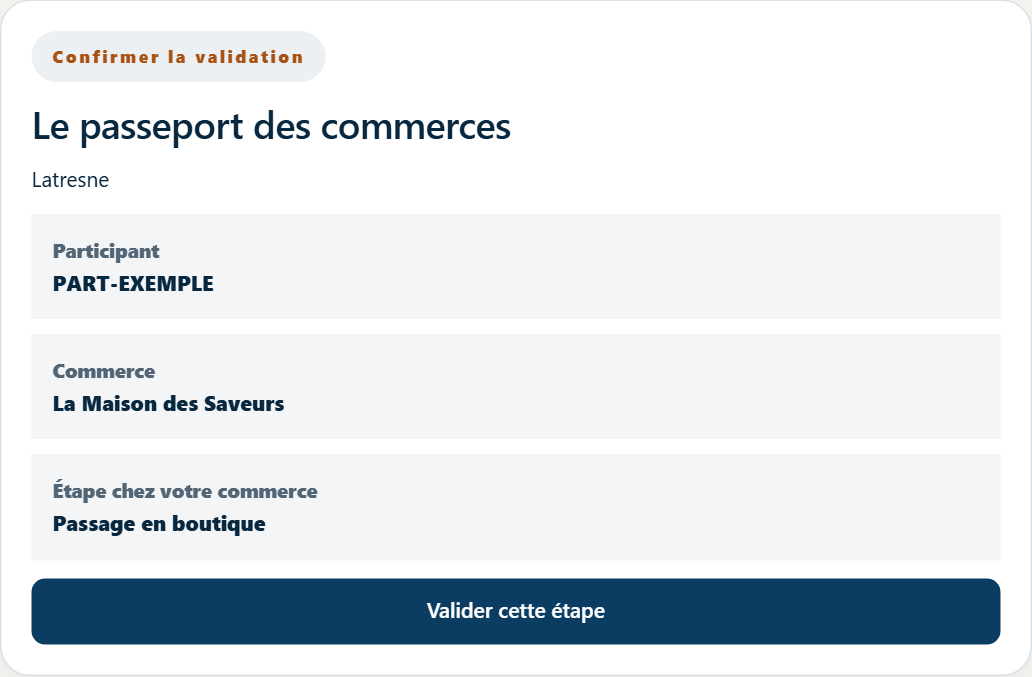 Confirmer la validation
Le passeport des commerces
Latresne
Participant
PART-EXEMPLE
Commerce
La Maison des Saveurs
Étape chez votre commerce
Passage en boutique
Valider cette étape